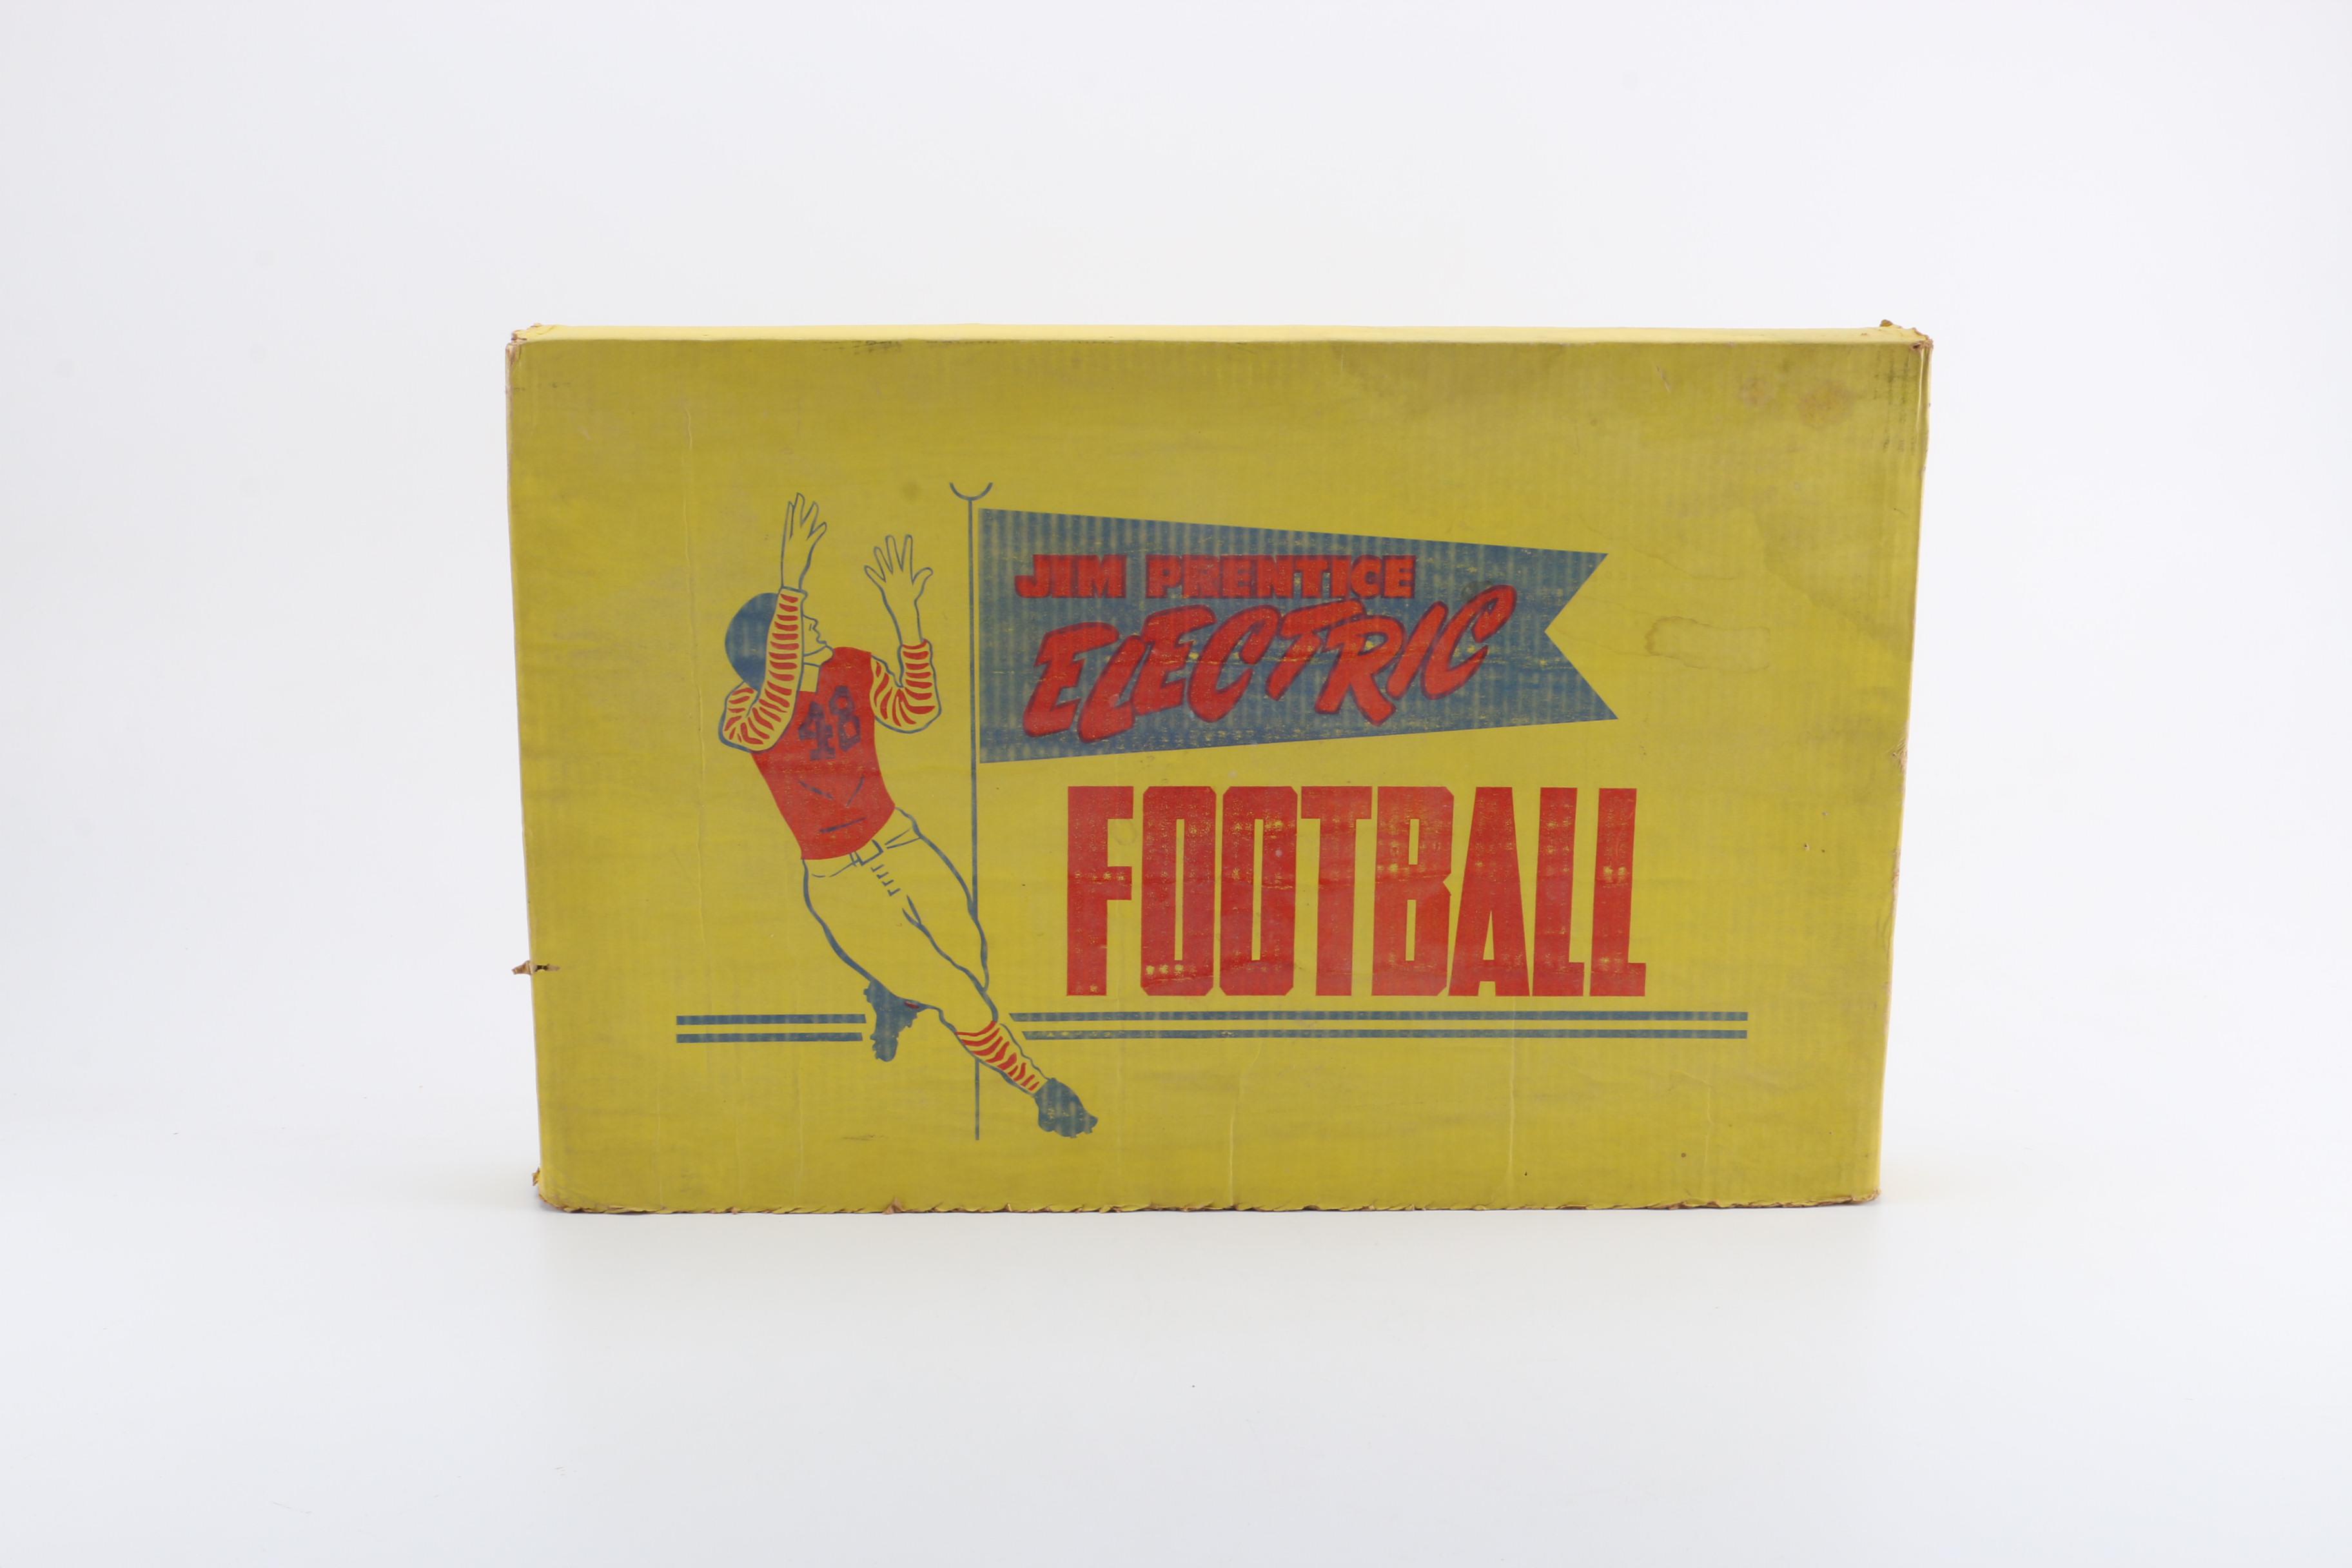 JIM PRENTICE
ELECTRIC
FOOTBALL
48